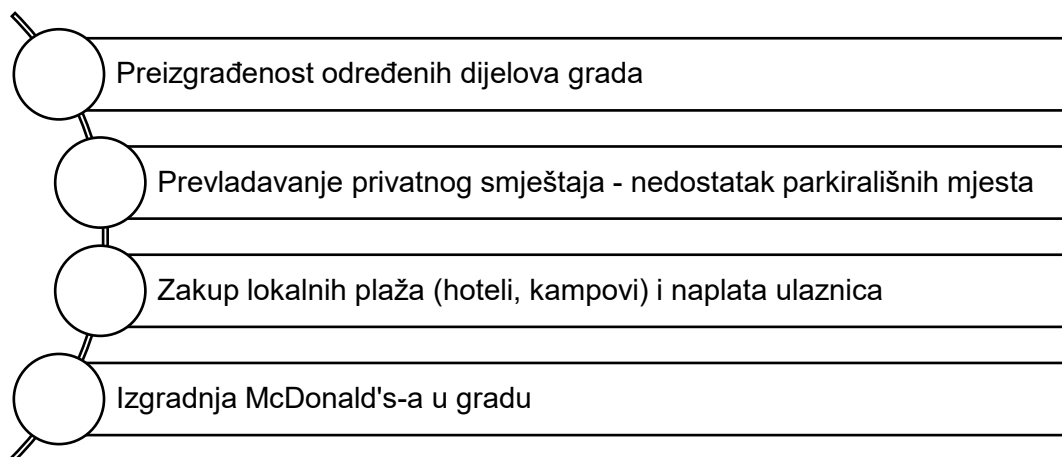 Preizgrađenost određenih dijelova grada
Prevladavanje privatnog smještaja - nedostatak parkirališnih mjesta
Zakup lokalnih plaža (hoteli, kampovi) i naplata ulaznica
Izgradnja McDonald's-a u gradu